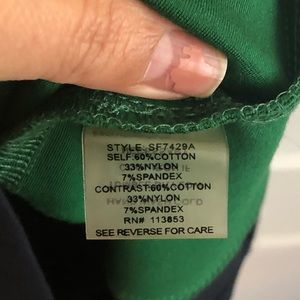 STYLE: SF7429A
SELF:60%COTTON
33%NYLON
7%SPANDEX
CONTRAST:60%COTTON
33%NYLON
7%SPANDEX
RN# 113853
SEE REVERSE FOR CARE